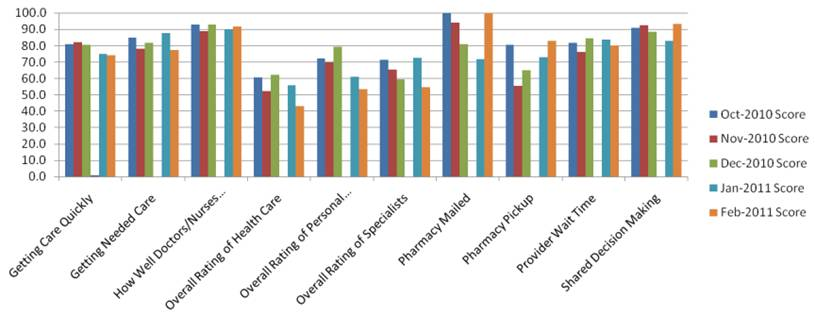 100.0
90.0
80.0
70.0
60.0
50.0
40.0
30.0
20.0
10.0
0.0
Getting Care Quickly
Getting Needed Care
How Well Doctors/Nurses...
Overall Rating of Health Care
Overall Rating of Personal...
Overall Rating of Specialists
Pharmacy Mailed
Pharmacy Pickup
Provider Wait Time
Shared Decision Making
Oct-2010 Score
Nov-2010 Score
Dec-2010 Score
Jan-2011 Score
Feb-2011 Score